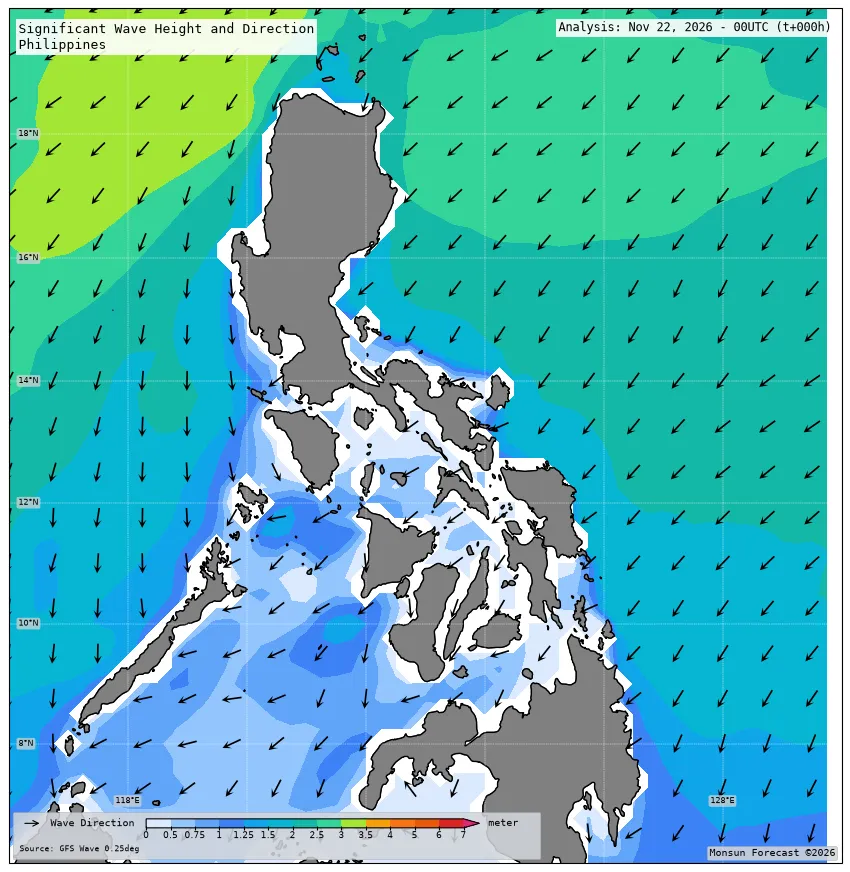 Significant Wave Height and Direction
Philippines
Analysis: Nov 22, 2026 - 00UTC (t+000h)
18°N
16°N
14°N
12°N
10°N
8°N
118°E
128°E
Wave Direction
0 0.5 0.75 1 1.25 1.5 2 2.5 3 3.5 4 5 6 7
meter
Source: GFS Wave 0.25deg
Monsun Forecast ©2026